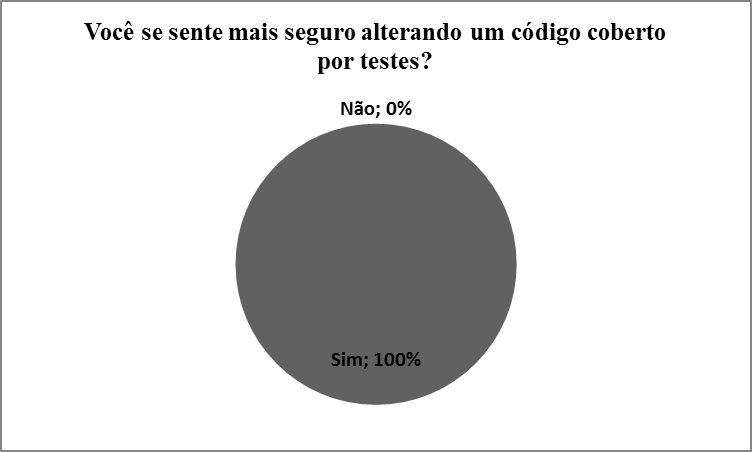 Você se sente mais seguro alterando um código coberto
por testes?
Não; 0%
Sim; 100%